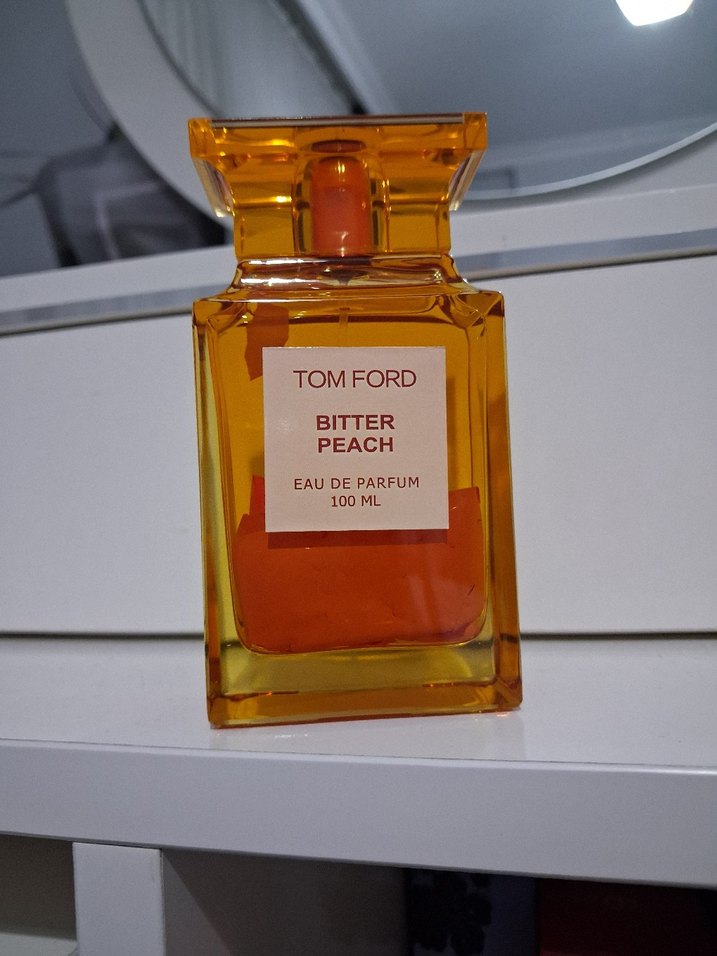 TOM FORD
BITTER
PEACH
EAU DE PARFUM
100 ML